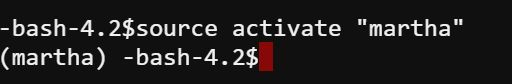 -bash-4.2$source activate "martha"
(martha) -bash-4.2$